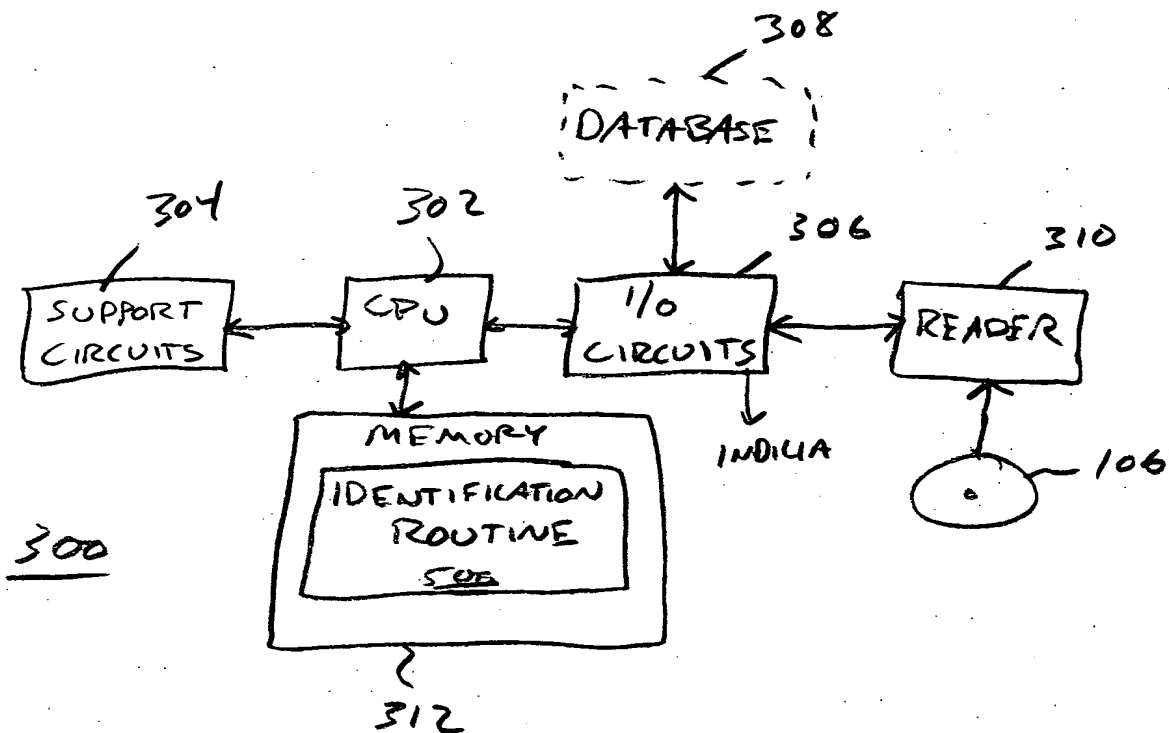 308
DATABASE
304
302
306
310
SUPPORT
CIRCUITS
CPU
I/O
CIRCUITS
READER
MEMORY
INDICIA
106
IDENTIFICATION
ROUTINE
300
312